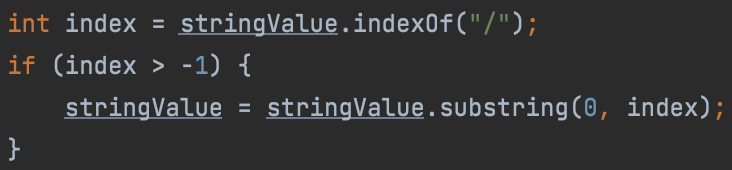 int index = stringValue.indexOf("/");
if (index > -1) {
    stringValue = stringValue.substring(0, index);
}